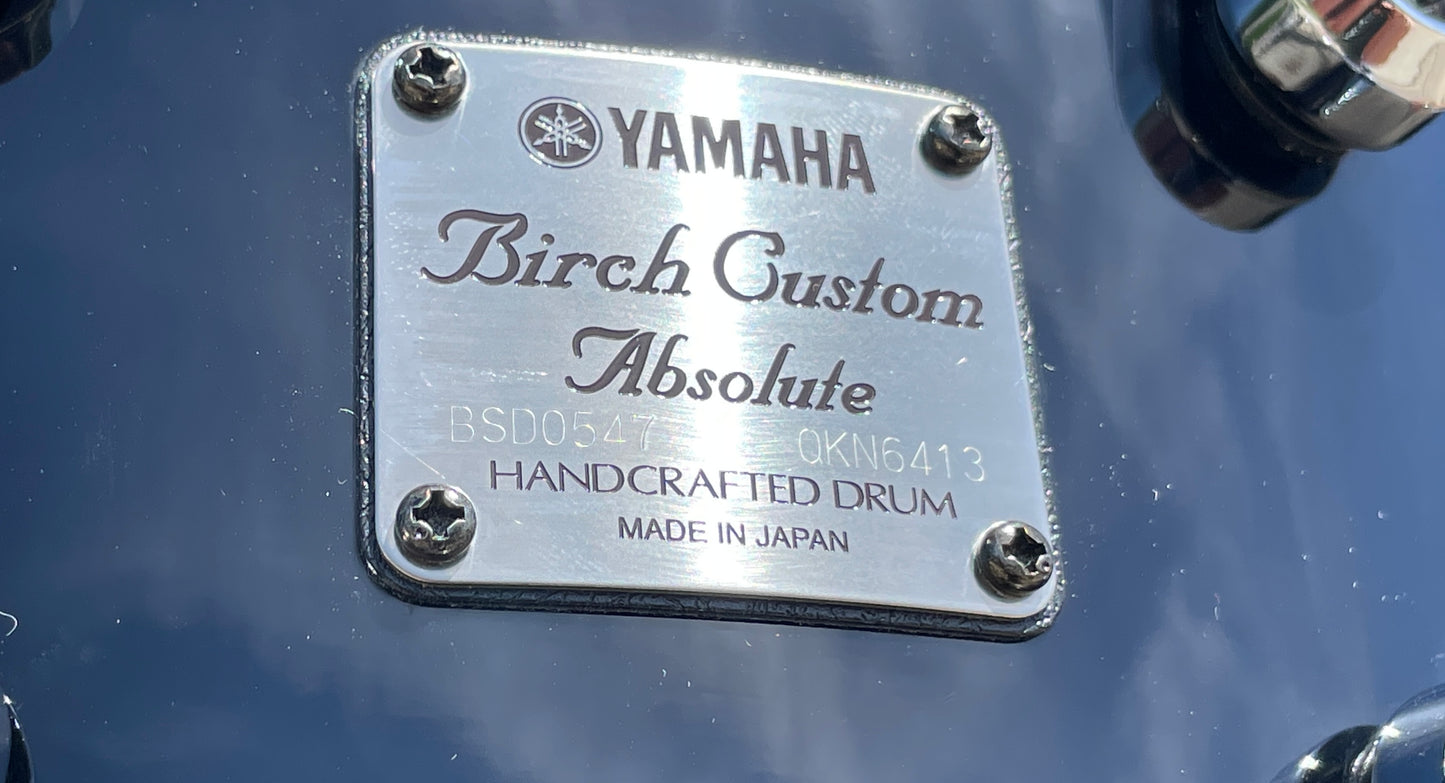 YAMAHA
Birch Custom
Absolute
BSD0547 QKN6413
HANDCRAFTED DRUM
MADE IN JAPAN